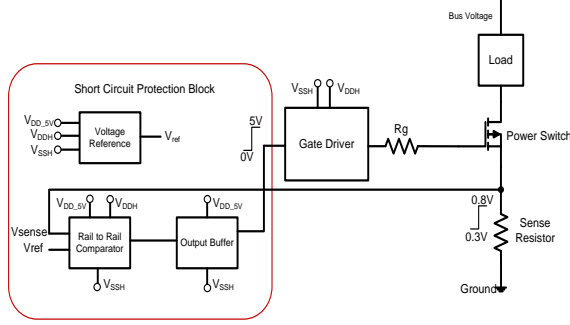 Bus Voltage
Load
Short Circuit Protection Block
VSSH
VDDH
VDD_5V
VDDH
VSSH
Voltage
Reference
Vref
5V
0V
Gate Driver
Rg
Power Switch
VDD_5V
VDDH
VDD_5V
0.8V
0.3V
Sense
Resistor
Vsense
Vref
Rail to Rail
Comparator
Output Buffer
VSSH
VSSH
Ground